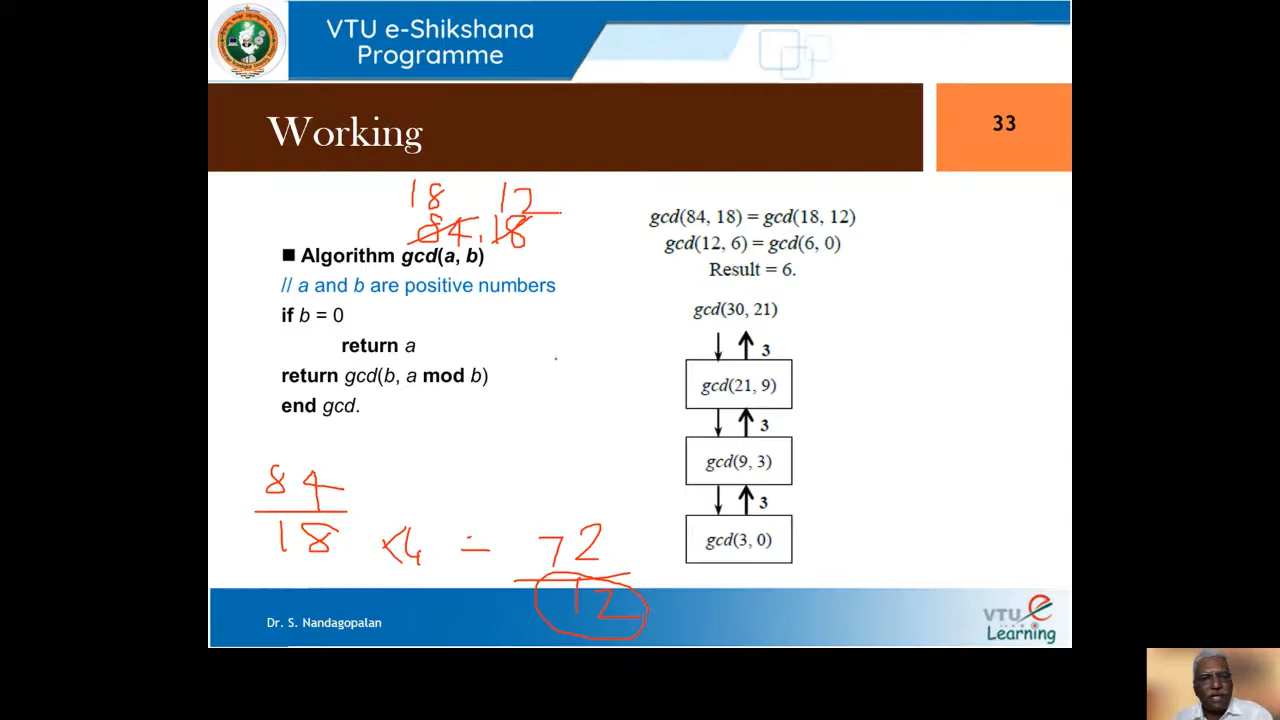 VTU e-Shikshana
Programme
Working
33
18 12
84, 18
■ Algorithm gcd(a, b)
// a and b are positive numbers
if b = 0
return a
return gcd(b, a mod b)
end gcd.
84
18 ×4 = 72
12
gcd(84, 18) = gcd(18, 12)
gcd(12, 6) = gcd(6, 0)
Result = 6.
gcd(30, 21)
3
gcd(21, 9)
3
gcd(9, 3)
3
gcd(3, 0)
Dr. S. Nandagopalan
VTU e
Learning